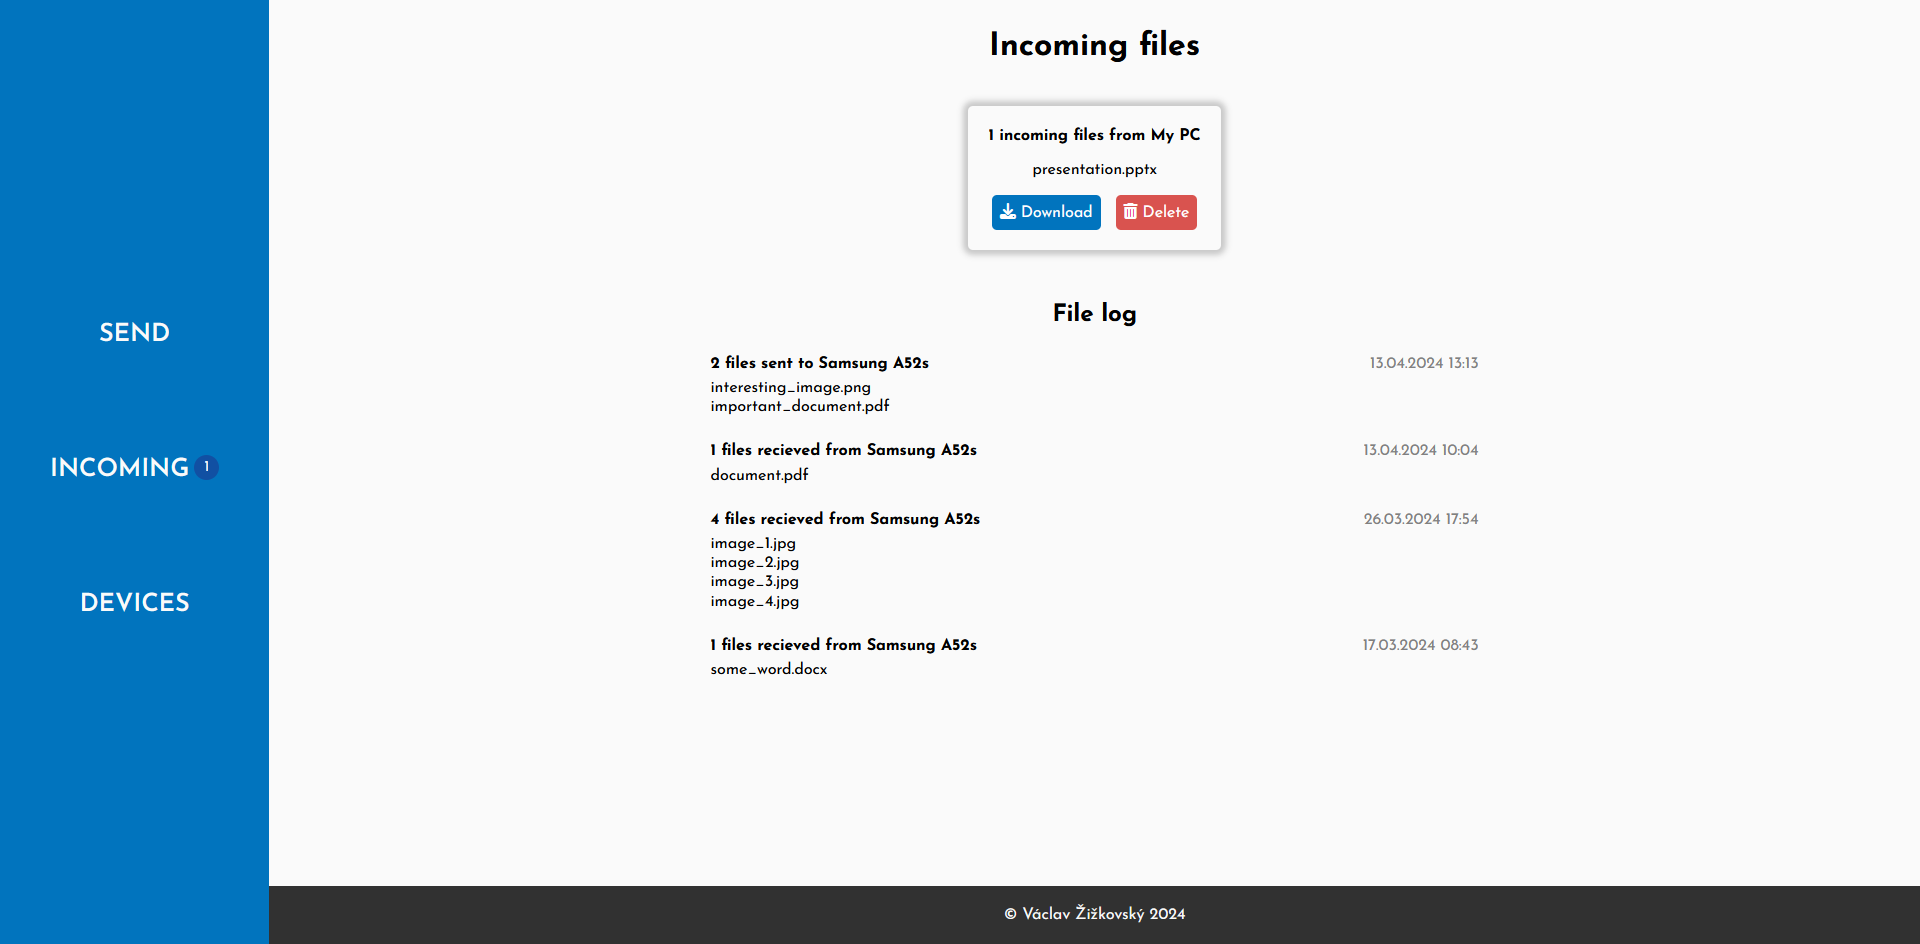 SEND
INCOMING 1
DEVICES
Incoming files
1 incoming files from My PC
presentation.pptx
Download Delete
File log
2 files sent to Samsung A52s 13.04.2024 13:13
interesting_image.png
important_document.pdf
1 files recieved from Samsung A52s 13.04.2024 10:04
document.pdf
4 files recieved from Samsung A52s 26.03.2024 17:54
image_1.jpg
image_2.jpg
image_3.jpg
image_4.jpg
1 files recieved from Samsung A52s 17.03.2024 08:43
some_word.docx
© Václav Žižkovský 2024